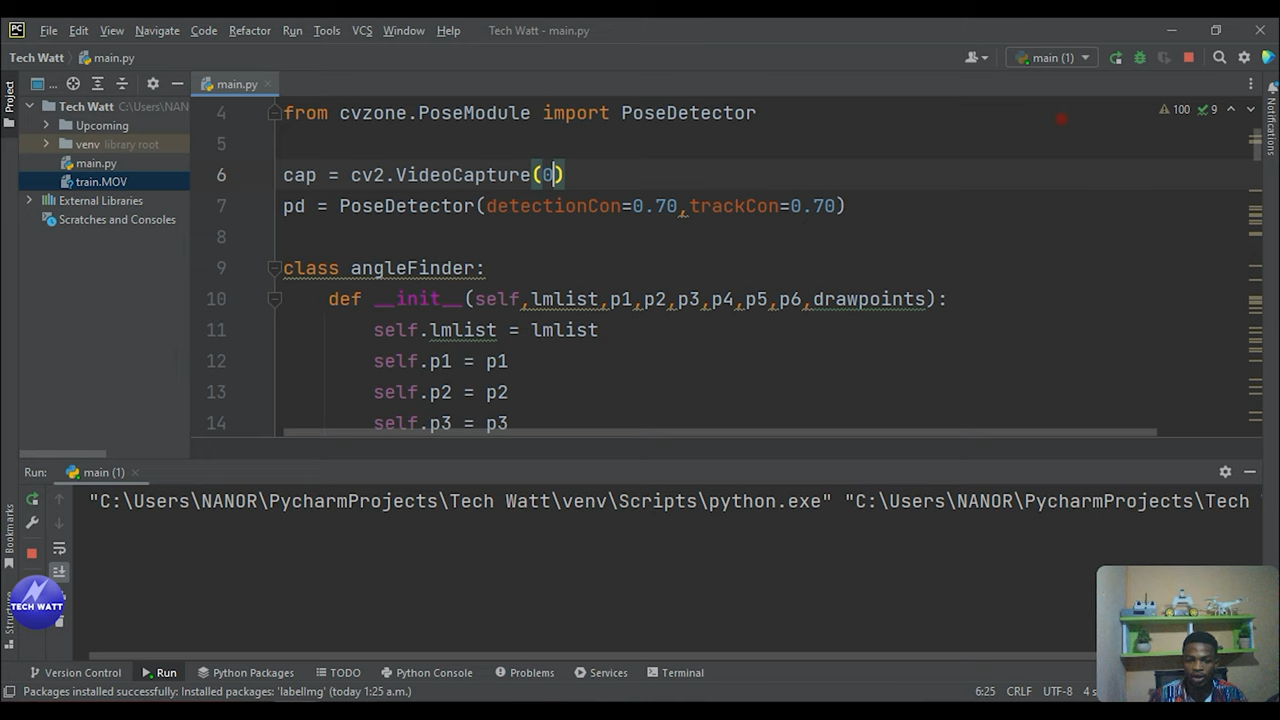 PC File Edit View Navigate Code Refactor Run Tools VCS Window Help Tech Watt - main.py
Tech Watt main.py main (1)
Project
... main.py
Tech Watt C:\Users\NAN
Upcoming
venv library root
main.py
train.MOV
External Libraries
Scratches and Consoles
100 9
Notifications
4 from cvzone.PoseModule import PoseDetector
5
6 cap = cv2.VideoCapture(0)
7 pd = PoseDetector(detectionCon=0.70,trackCon=0.70)
8
9 class angleFinder:
10 def __init__(self,lmlist,p1,p2,p3,p4,p5,p6,drawpoints):
11 self.lmlist = lmlist
12 self.p1 = p1
13 self.p2 = p2
14 self.p3 = p3
Run: main (1)
"C:\Users\NANOR\PycharmProjects\Tech Watt\venv\Scripts\python.exe" "C:\Users\NANOR\PycharmProjects\Tech
Bookmarks
TECH WATT
Version Control Run Python Packages TODO Python Console Problems Services Terminal
Packages installed successfully: Installed packages: 'labelImg' (today 1:25 a.m.) 6:25 CRLF UTF-8 4 s